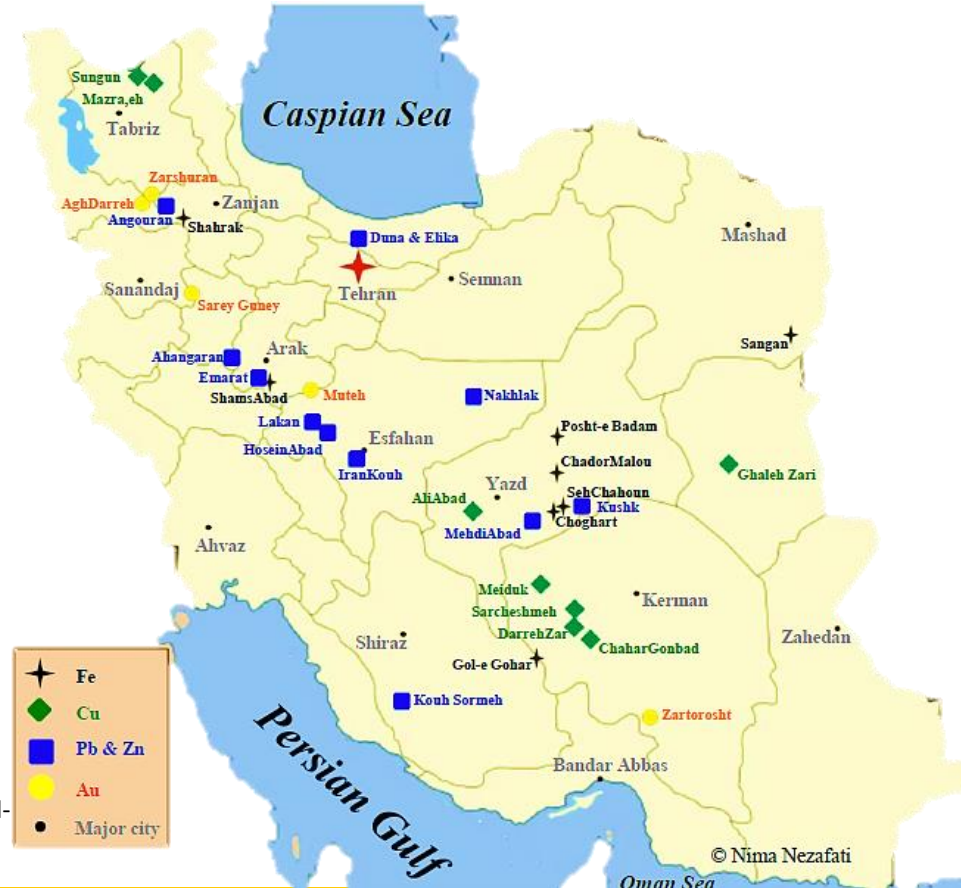 Sungun
Mazra,eh
Tabriz
Caspian Sea
Zarshuran
AghDarreh
Zanjan
Angouran
Shahrak
Duna & Elika
Mashad
Semnan
Tehran
Sanandaj
Sarey Guney
Sangan
Arak
Ahangaran
Emarat
ShamsAbad
Muteh
Nakhlak
Lakan
Posht-e Badam
Esfahan
HoseinAbad
ChadorMalou
IranKouh
Ghaleh Zari
Yazd
SehChahoun
AliAbad
Kushk
Choghart
MehdiAbad
Ahvaz
Meiduk
Kerman
Sarcheshmeh
DarrehZar
Zahedan
Shiraz
ChaharGonbad
Gol-e Gohar
Fe
Kouh Sormeh
Cu
Zartorosht
Pb & Zn
Persian Gulf
Bandar Abbas
Au
Major city
© Nima Nezafati
Oman Sea